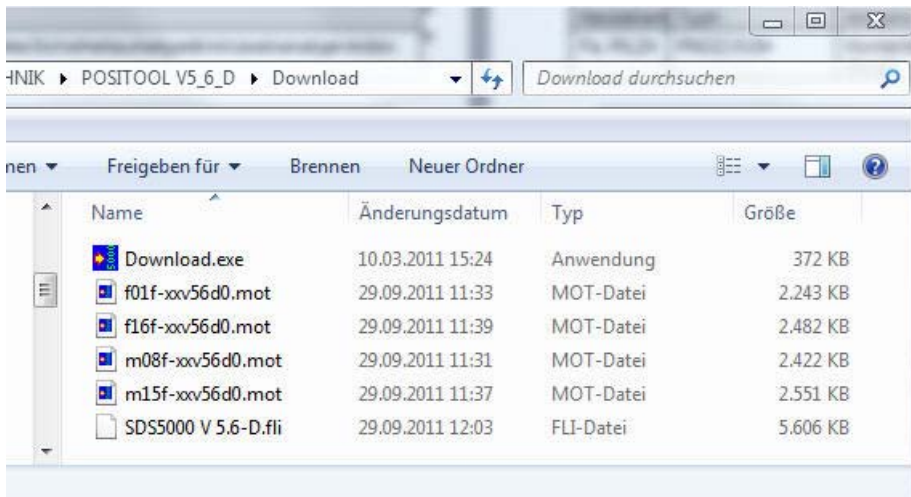 HNIK ▸ POSITOOL V5_6_D ▸ Download Download durchsuchen
nen Freigeben für Brennen Neuer Ordner
Name Änderungsdatum Typ Größe
Download.exe 10.03.2011 15:24 Anwendung 372 KB
f01f-xxv56d0.mot 29.09.2011 11:33 MOT-Datei 2.243 KB
f16f-xxv56d0.mot 29.09.2011 11:39 MOT-Datei 2.482 KB
m08f-xxv56d0.mot 29.09.2011 11:31 MOT-Datei 2.422 KB
m15f-xxv56d0.mot 29.09.2011 11:37 MOT-Datei 2.551 KB
SDS5000 V 5.6-D.fli 29.09.2011 12:03 FLI-Datei 5.606 KB